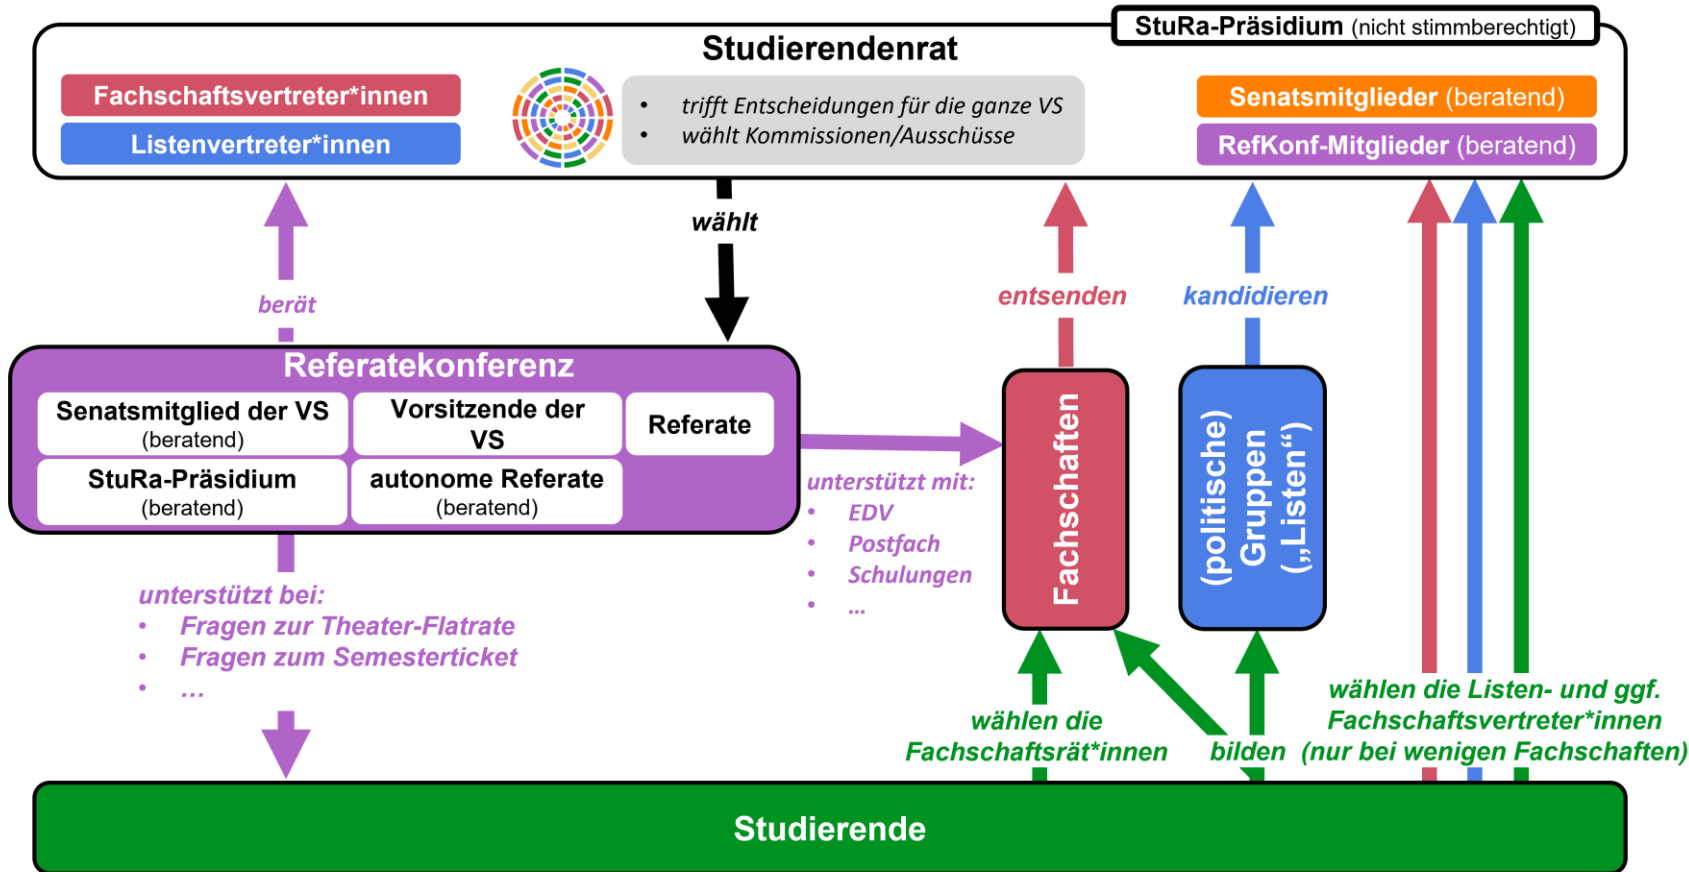 StuRa-Präsidium (nicht stimmberechtigt)
Studierendenrat
Fachschaftsvertreter*innen
Listenvertreter*innen
• trifft Entscheidungen für die ganze VS
• wählt Kommissionen/Ausschüsse
Senatsmitglieder (beratend)
RefKonf-Mitglieder (beratend)
wählt
berät
entsenden
kandidieren
Referatekonferenz
Senatsmitglied der VS
(beratend)
Vorsitzende der
VS
Referate
StuRa-Präsidium
(beratend)
autonome Referate
(beratend)
unterstützt mit:
• EDV
• Postfach
• Schulungen
• ...
Fachschaften
(politische)
Gruppen
(„Listen“)
unterstützt bei:
• Fragen zur Theater-Flatrate
• Fragen zum Semesterticket
• …
wählen die
Fachschaftsrät*innen
bilden
wählen die Listen- und ggf.
Fachschaftsvertreter*innen
(nur bei wenigen Fachschaften)
Studierende